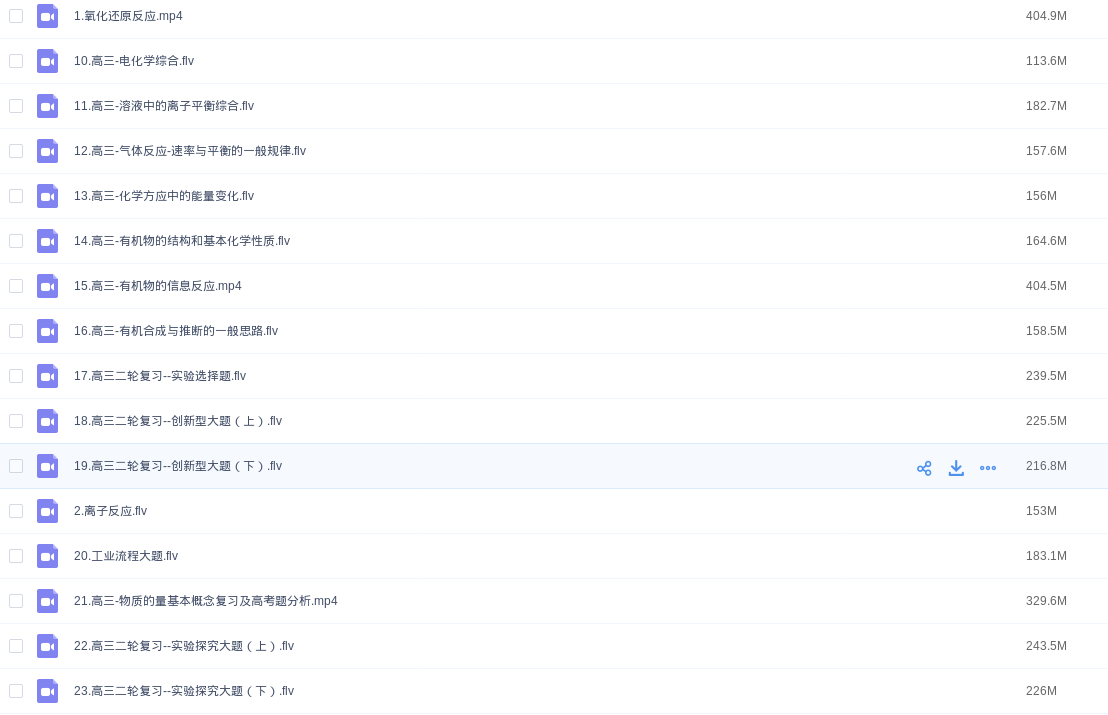 1.氧化还原反应.mp4 404.9M
10.高三-电化学综合.flv 113.6M
11.高三-溶液中的离子平衡综合.flv 182.7M
12.高三-气体反应-速率与平衡的一般规律.flv 157.6M
13.高三-化学方应中的能量变化.flv 156M
14.高三-有机物的结构和基本化学性质.flv 164.6M
15.高三-有机物的信息反应.mp4 404.5M
16.高三-有机合成与推断的一般思路.flv 158.5M
17.高三二轮复习--实验选择题.flv 239.5M
18.高三二轮复习--创新型大题（上）.flv 225.5M
19.高三二轮复习--创新型大题（下）.flv 216.8M
2.离子反应.flv 153M
20.工业流程大题.flv 183.1M
21.高三-物质的量基本概念复习及高考题分析.mp4 329.6M
22.高三二轮复习--实验探究大题（上）.flv 243.5M
23.高三二轮复习--实验探究大题（下）.flv 226M